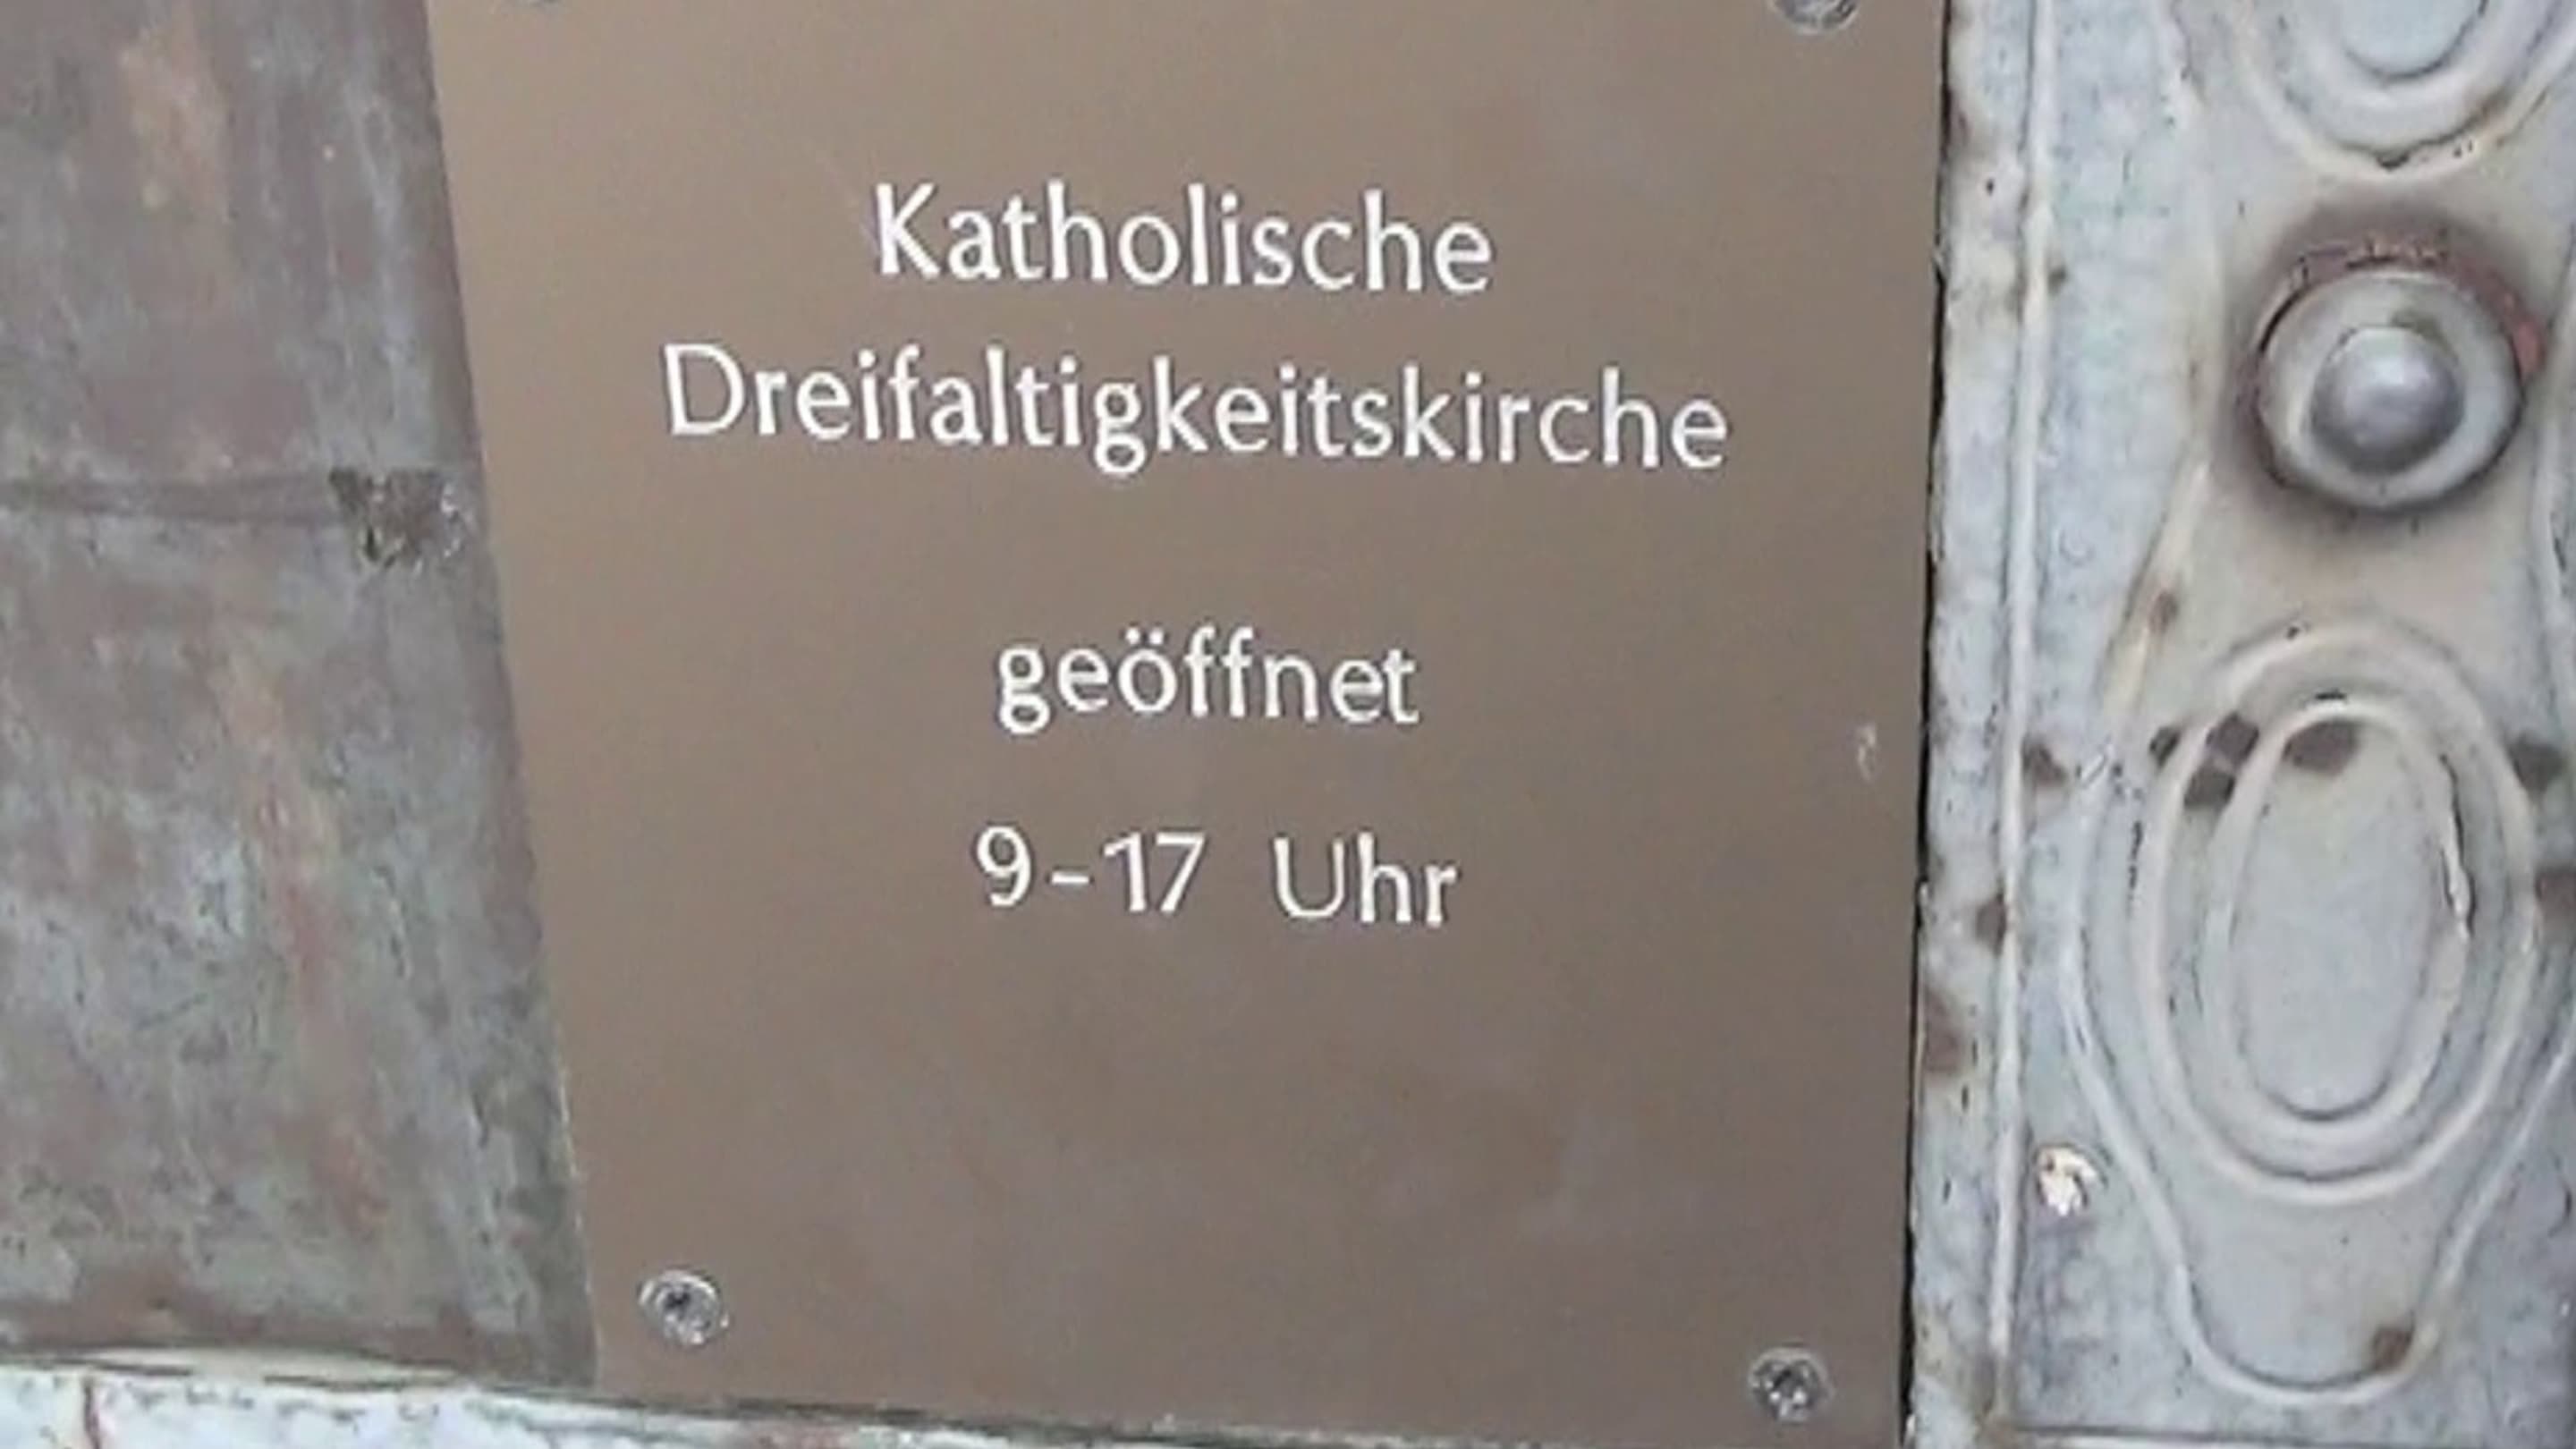 Katholische
Dreifaltigkeitskirche
geöffnet
9-17 Uhr